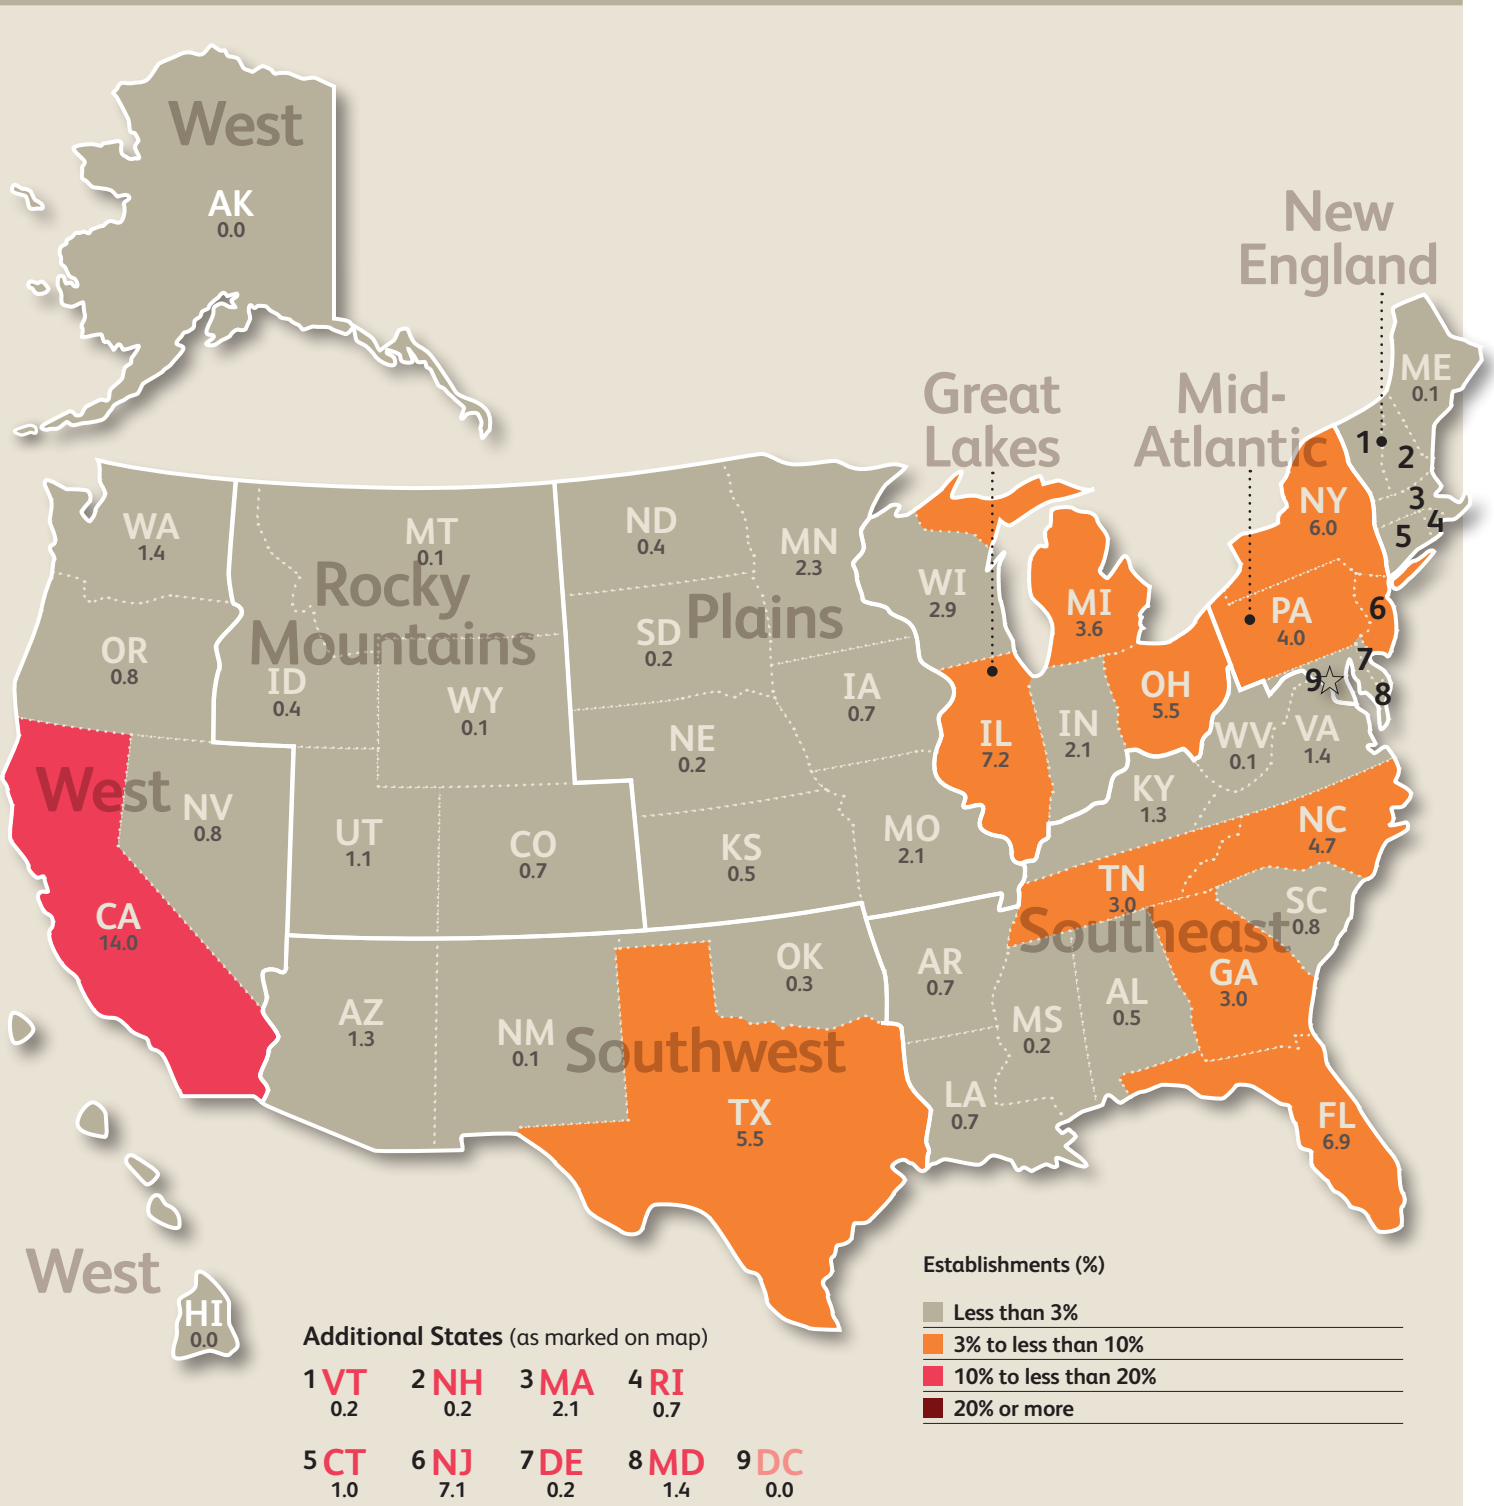 West
AK
0.0
New
England
ME
0.1
Great
Lakes
Mid-
Atlantic
1
2
3
4
5
NY
6.0
WA
1.4
MT
0.1
ND
0.4
MN
2.3
Rocky
Mountains
WI
2.9
MI
3.6
PA
4.0
6
7
8
9
OR
0.8
ID
0.4
WY
0.1
SD
0.2
Plains
IA
0.7
IL
7.2
IN
2.1
OH
5.5
WV
0.1
VA
1.4
West
NV
0.8
NE
0.2
KY
1.3
NC
4.7
UT
1.1
CO
0.7
KS
0.5
MO
2.1
TN
3.0
SC
0.8
CA
14.0
Southeast
AZ
1.3
NM
0.1
OK
0.3
AR
0.7
MS
0.2
AL
0.5
GA
3.0
Southwest
TX
5.5
LA
0.7
FL
6.9
West
HI
0.0
Establishments (%)
Less than 3%
3% to less than 10%
10% to less than 20%
20% or more
Additional States (as marked on map)
1 VT 2 NH 3 MA 4 RI
0.2 0.2 2.1 0.7
5 CT 6 NJ 7 DE 8 MD 9 DC
1.0 7.1 0.2 1.4 0.0